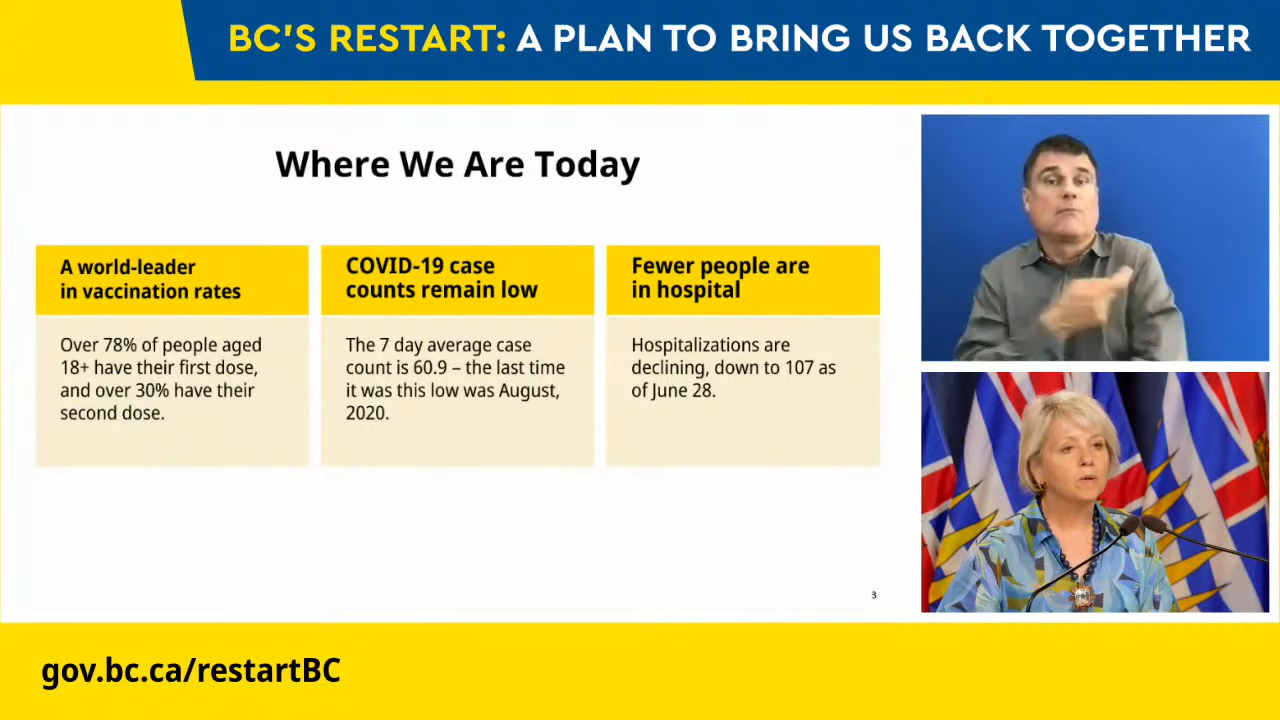 BC'S RESTART: A PLAN TO BRING US BACK TOGETHER
Where We Are Today
A world-leader
in vaccination rates
Over 78% of people aged
18+ have their first dose,
and over 30% have their
second dose.
COVID-19 case
counts remain low
The 7 day average case
count is 60.9 – the last time
it was this low was August,
2020.
Fewer people are
in hospital
Hospitalizations are
declining, down to 107 as
of June 28.
3
gov.bc.ca/restartBC